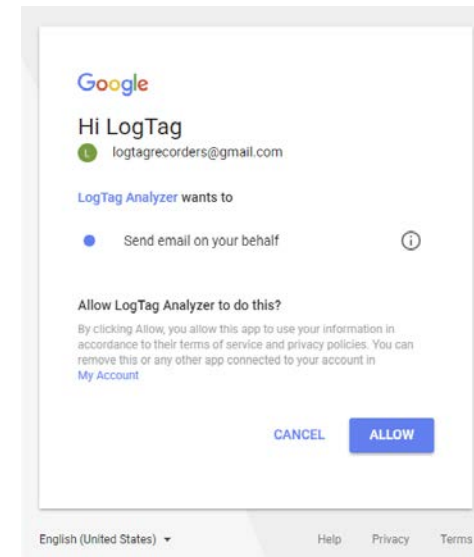 Google
Hi LogTag
L logtagrecorders@gmail.com
LogTag Analyzer wants to
Send email on your behalf
Allow LogTag Analyzer to do this?
By clicking Allow, you allow this app to use your information in
accordance to their terms of service and privacy policies. You can
remove this or any other app connected to your account in
My Account
CANCEL ALLOW
English (United States) Help Privacy Terms